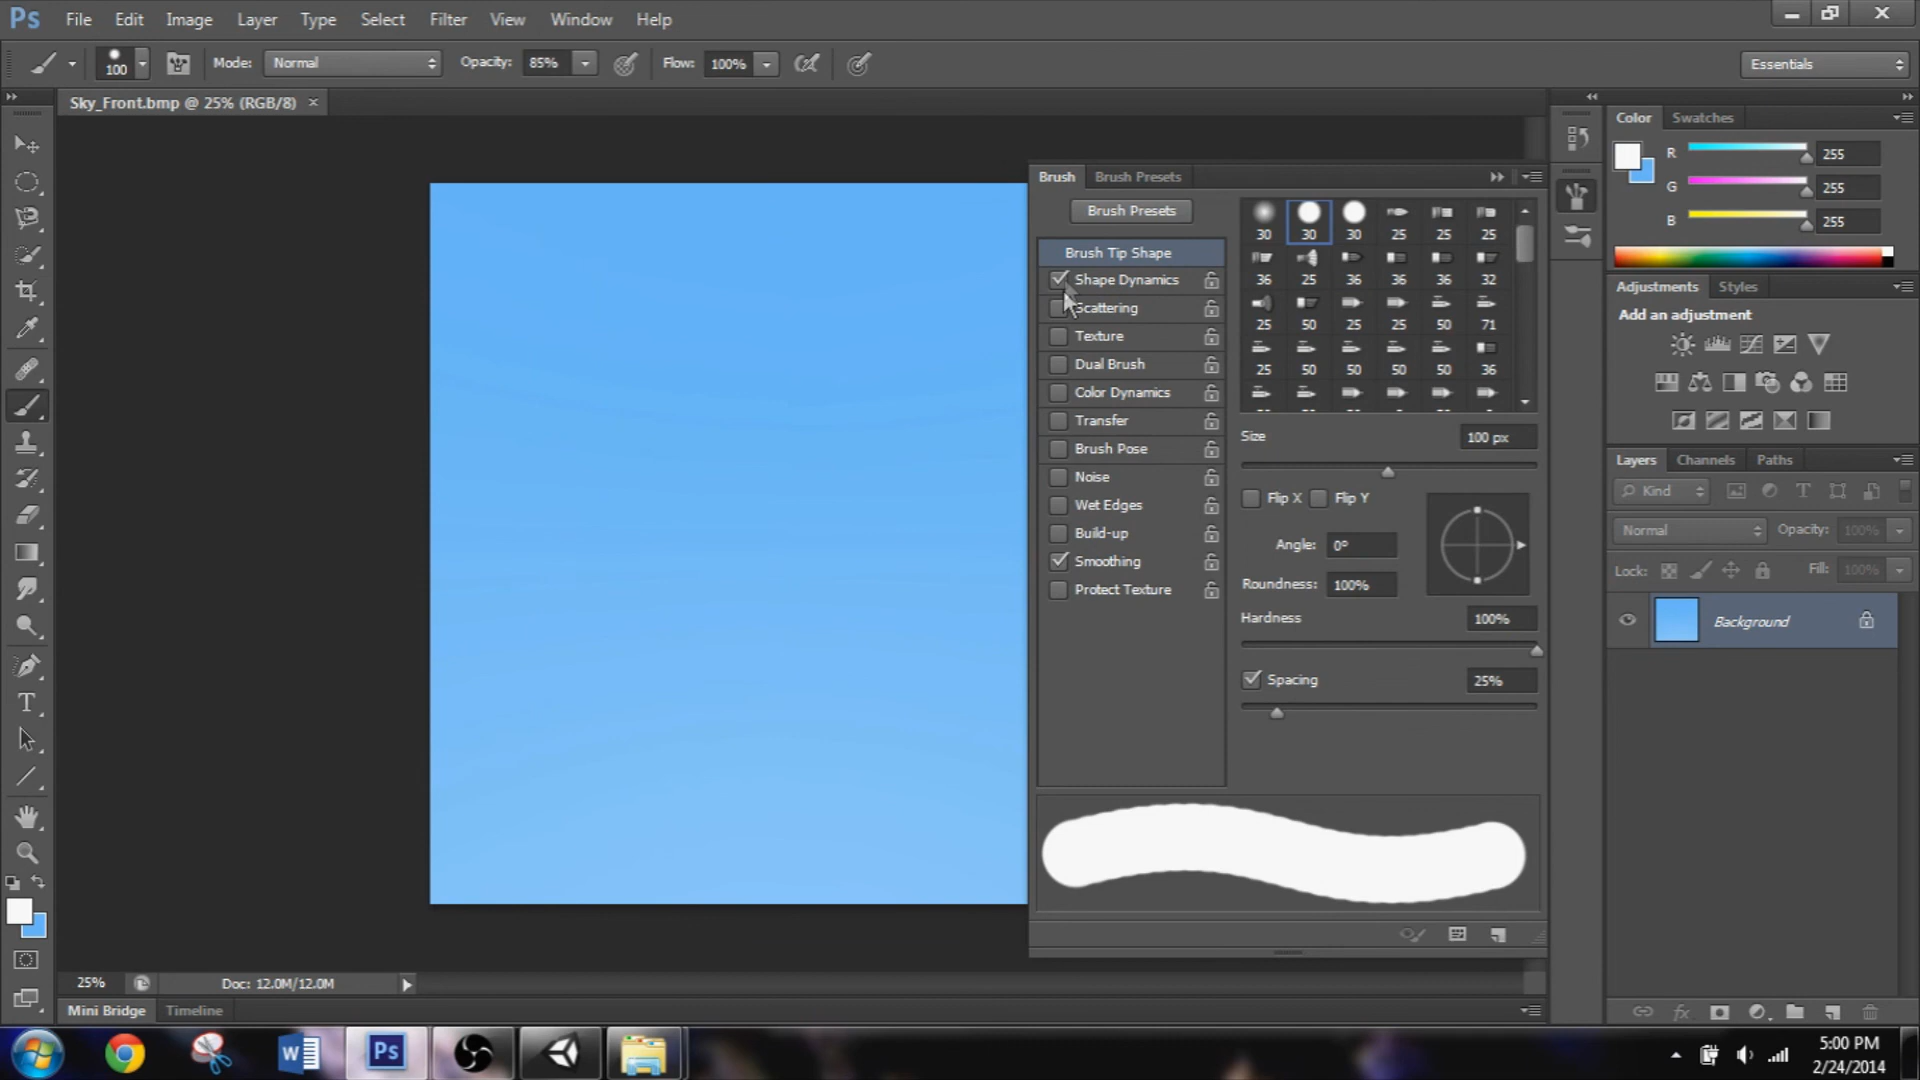 Ps File Edit Image Layer Type Select Filter View Window Help
100 Mode: Normal Opacity: 85% Flow: 100% Essentials
Sky_Front.bmp @ 25% (RGB/8) ×
Brush Brush Presets
Brush Presets
Brush Tip Shape
Shape Dynamics
Scattering
Texture
Dual Brush
Color Dynamics
Transfer
Brush Pose
Noise
Wet Edges
Build-up
Smoothing
Protect Texture
30 30 30 25 25 25
36 25 36 36 36 32
25 50 25 25 50 71
25 50 50 50 50 36
Size 100 px
Flip X Flip Y
Angle: 0º
Roundness: 100%
Hardness 100%
Spacing 25%
Color Swatches
R 255
G 255
B 255
Adjustments Styles
Add an adjustment
Layers Channels Paths
Kind
Normal Opacity: 100%
Lock: Fill: 100%
Background
fx
25% Doc: 12.0M/12.0M
Mini Bridge Timeline
W Ps
5:00 PM
2/24/2014